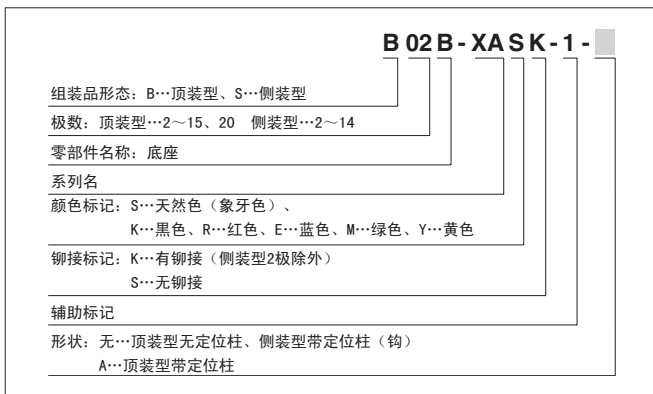 B 02 B - XA S K - 1 -
组装品形态：B…顶装型、S…侧装型
极数：顶装型…2～15、20 侧装型…2～14
零部件名称：底座
系列名
颜色标记：S…天然色（象牙色）、
K…黑色、R…红色、E…蓝色、M…绿色、Y…黄色
铆接标记：K…有铆接（侧装型2极除外）
S…无铆接
辅助标记
形状：无…顶装型无定位柱、侧装型带定位柱（钩）
A…顶装型带定位柱